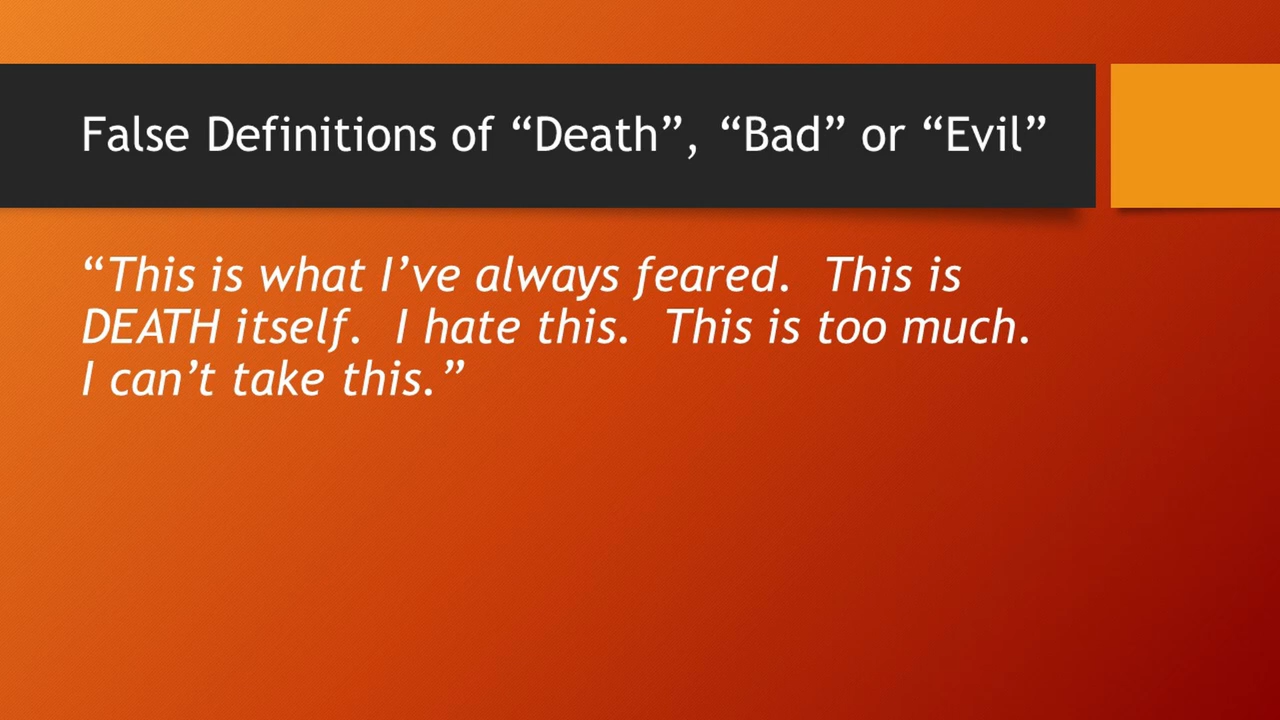 False Definitions of “Death”, “Bad” or “Evil”
“This is what I’ve always feared.  This is
DEATH itself.  I hate this.  This is too much.
I can’t take this.”